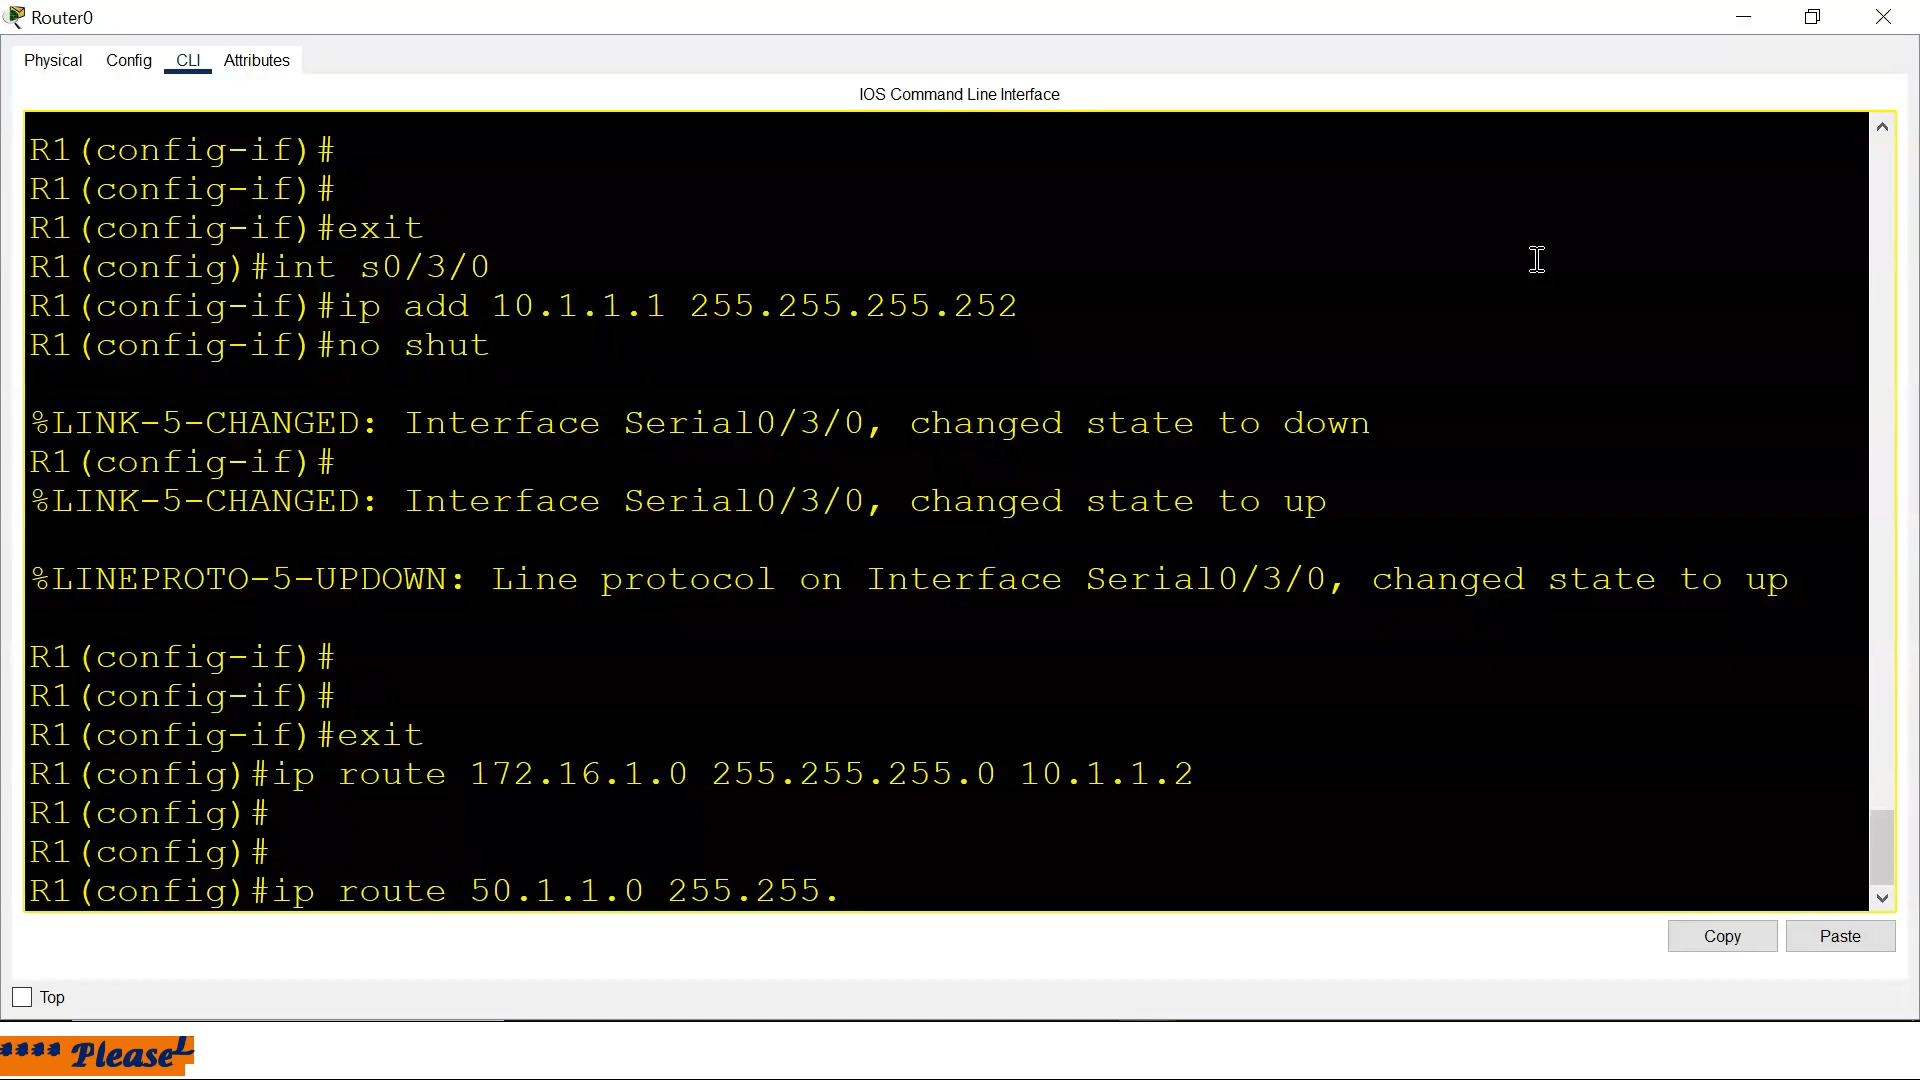 Router0
Physical Config CLI Attributes
IOS Command Line Interface
R1(config-if)#
R1(config-if)#
R1(config-if)#exit
R1(config)#int s0/3/0
R1(config-if)#ip add 10.1.1.1 255.255.255.252
R1(config-if)#no shut
%LINK-5-CHANGED: Interface Serial0/3/0, changed state to down
R1(config-if)#
%LINK-5-CHANGED: Interface Serial0/3/0, changed state to up
%LINEPROTO-5-UPDOWN: Line protocol on Interface Serial0/3/0, changed state to up
R1(config-if)#
R1(config-if)#
R1(config-if)#exit
R1(config)#ip route 172.16.1.0 255.255.255.0 10.1.1.2
R1(config)#
R1(config)#
R1(config)#ip route 50.1.1.0 255.255.
Copy Paste
Top
**** Please